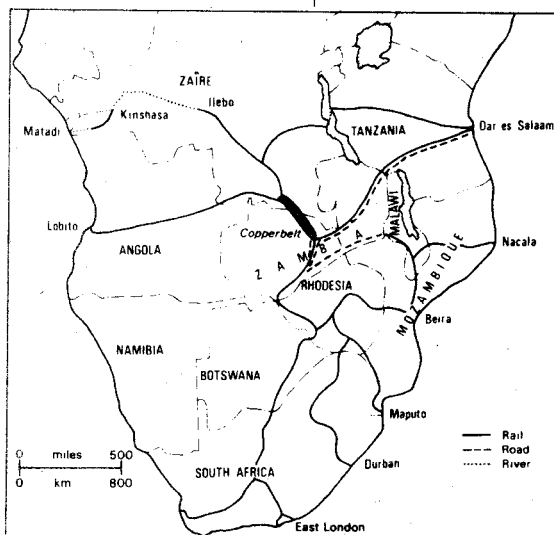 ZAÏRE
Ilebo
Kinshasa
Matadi
TANZANIA
Dar es Salaam
Lobito
Copperbelt
ANGOLA
ZAMBIA
MALAWI
Nacala
RHODESIA
MOZAMBIQUE
Beira
NAMIBIA
BOTSWANA
Maputo
0 miles 500
0 km 800
Rail
Road
River
SOUTH AFRICA
Durban
East London